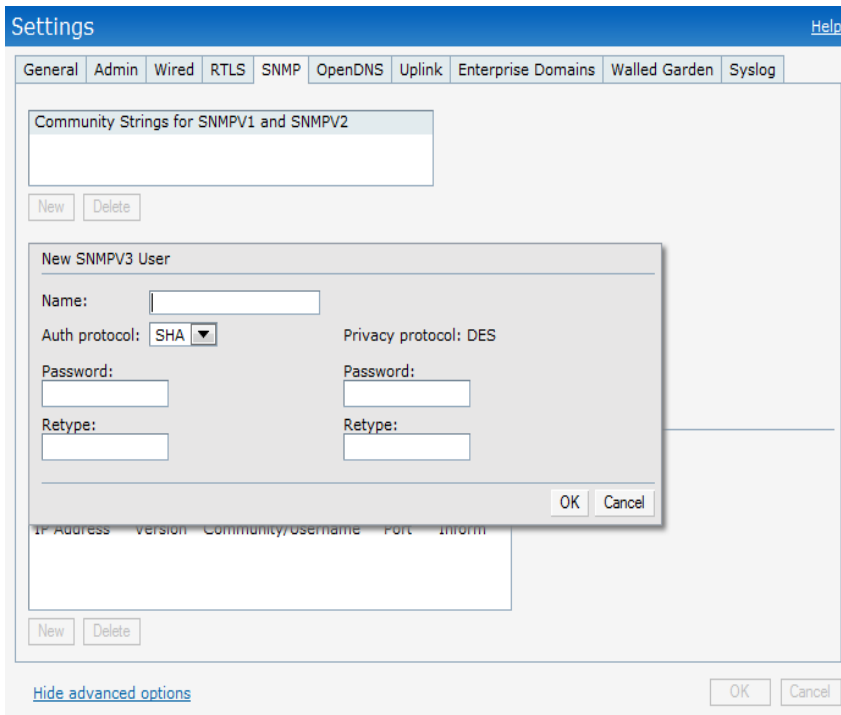 Settings
Help
General Admin Wired RTLS SNMP OpenDNS Uplink Enterprise Domains Walled Garden Syslog
Community Strings for SNMPV1 and SNMPV2
New Delete
New SNMPV3 User
Name:
Auth protocol: SHA Privacy protocol: DES
Password: Password:
Retype: Retype:
OK Cancel
IP Address Version Community/Username Port Inform
New Delete
Hide advanced options
OK Cancel